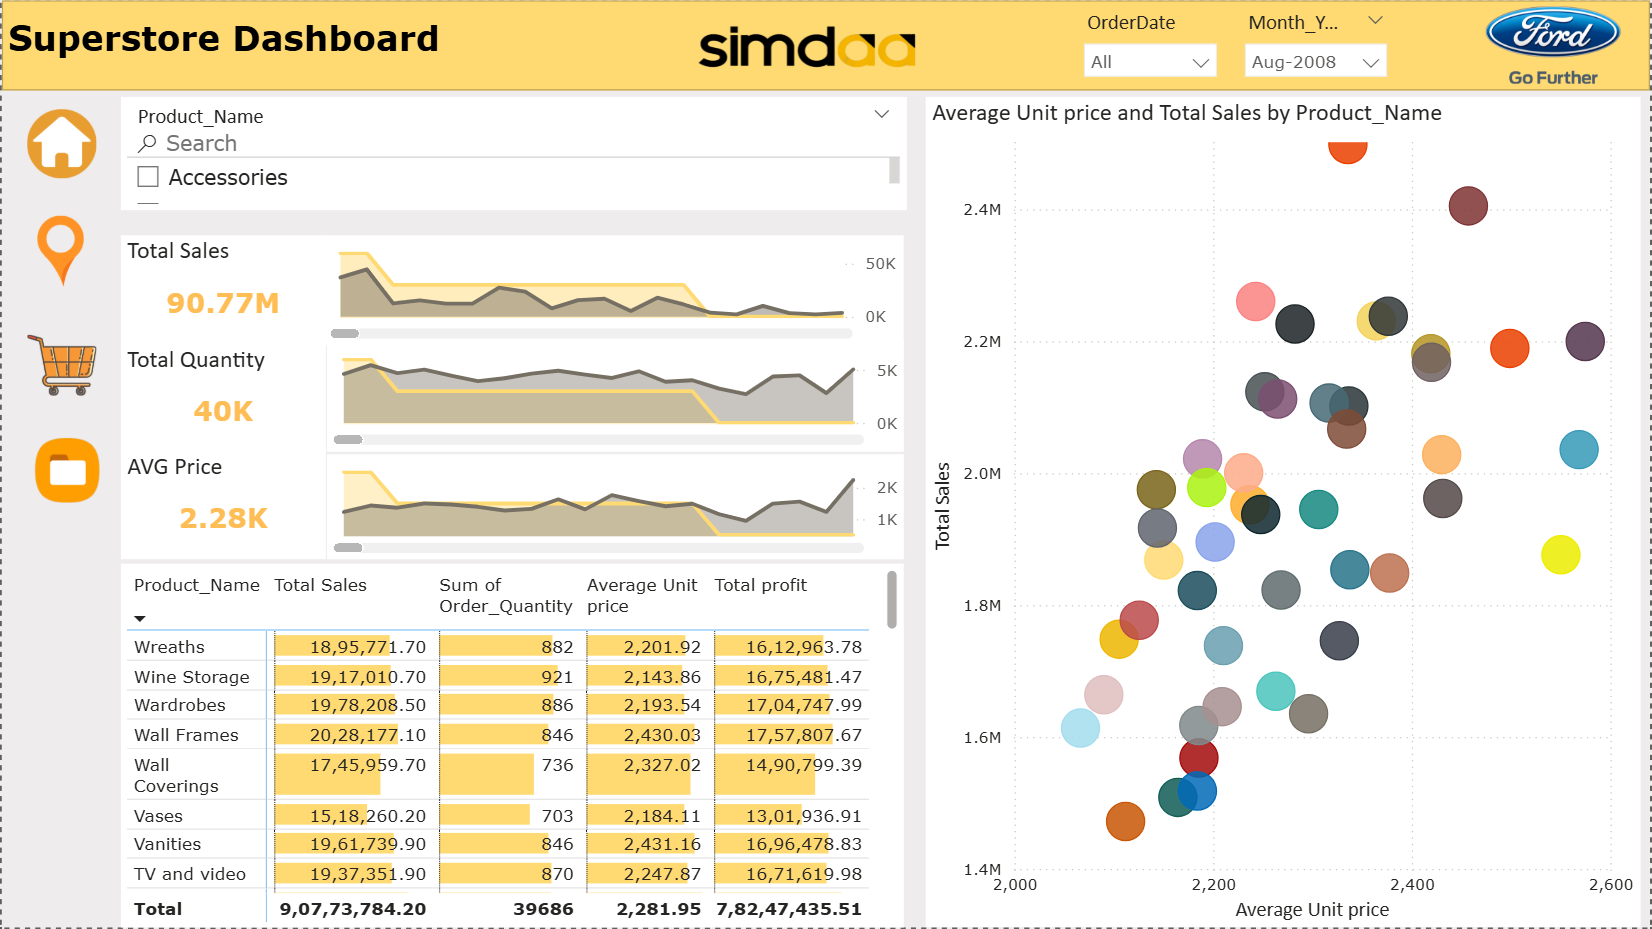 Superstore Dashboard
simdaa
OrderDate
All
Month_Y...
Aug-2008
Ford
Go Further
Product_Name
Search
Accessories
Total Sales
90.77M
50K
0K
Total Quantity
40K
5K
0K
AVG Price
2.28K
2K
1K
Product_Name Total Sales Sum of Order_Quantity Average Unit price Total profit
Wreaths 18,95,771.70 882 2,201.92 16,12,963.78
Wine Storage 19,17,010.70 921 2,143.86 16,75,481.47
Wardrobes 19,78,208.50 886 2,193.54 17,04,747.99
Wall Frames 20,28,177.10 846 2,430.03 17,57,807.67
Wall Coverings 17,45,959.70 736 2,327.02 14,90,799.39
Vases 15,18,260.20 703 2,184.11 13,01,936.91
Vanities 19,61,739.90 846 2,431.16 16,96,478.83
TV and video 19,37,351.90 870 2,247.87 16,71,619.98
Total 9,07,73,784.20 39686 2,281.95 7,82,47,435.51
Average Unit price and Total Sales by Product_Name
Total Sales
2.4M
2.2M
2.0M
1.8M
1.6M
1.4M
2,000 2,200 2,400 2,600
Average Unit price